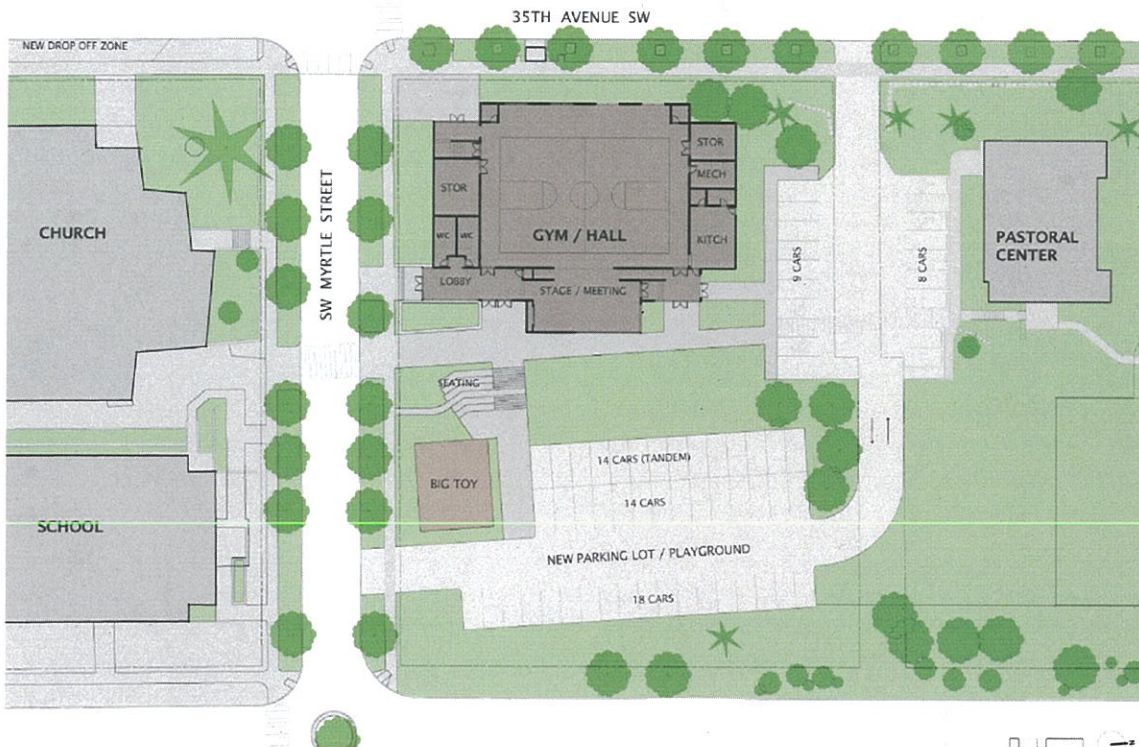 35TH AVENUE SW
NEW DROP OFF ZONE
SW MYRTLE STREET
CHURCH
STOR
WC
WC
LOBBY
GYM / HALL
STAGE / MEETING
STOR
MECH
KITCH
9 CARS
8 CARS
PASTORAL
CENTER
SEATING
BIG TOY
14 CARS (TANDEM)
14 CARS
NEW PARKING LOT / PLAYGROUND
18 CARS
SCHOOL
N